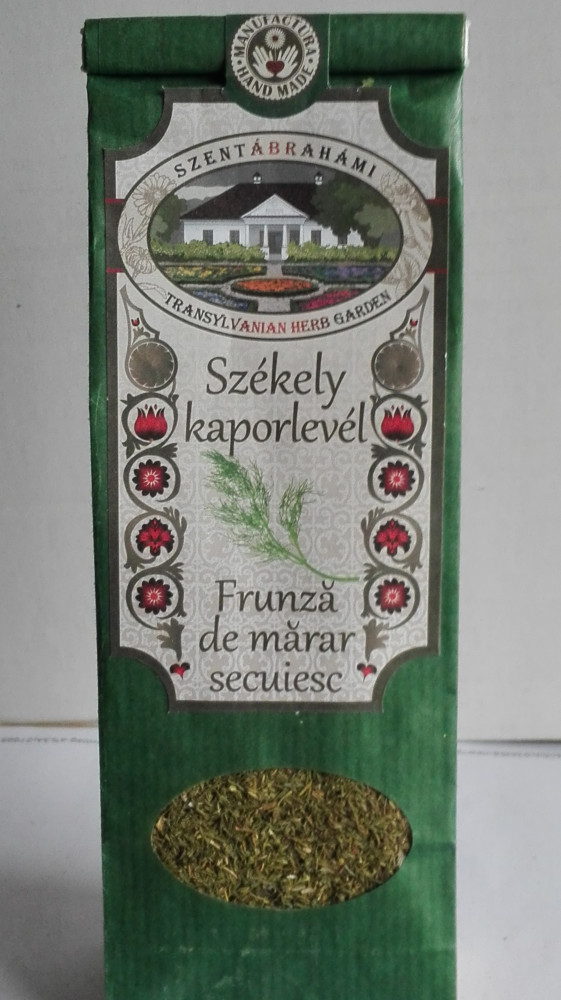 MANUFACTURA
HAND MADE
SZENTÁBRAHÁMI
TRANSYLVANIAN HERB GARDEN
Székely
kaporlevél
Frunză
de mărar
secuiesc